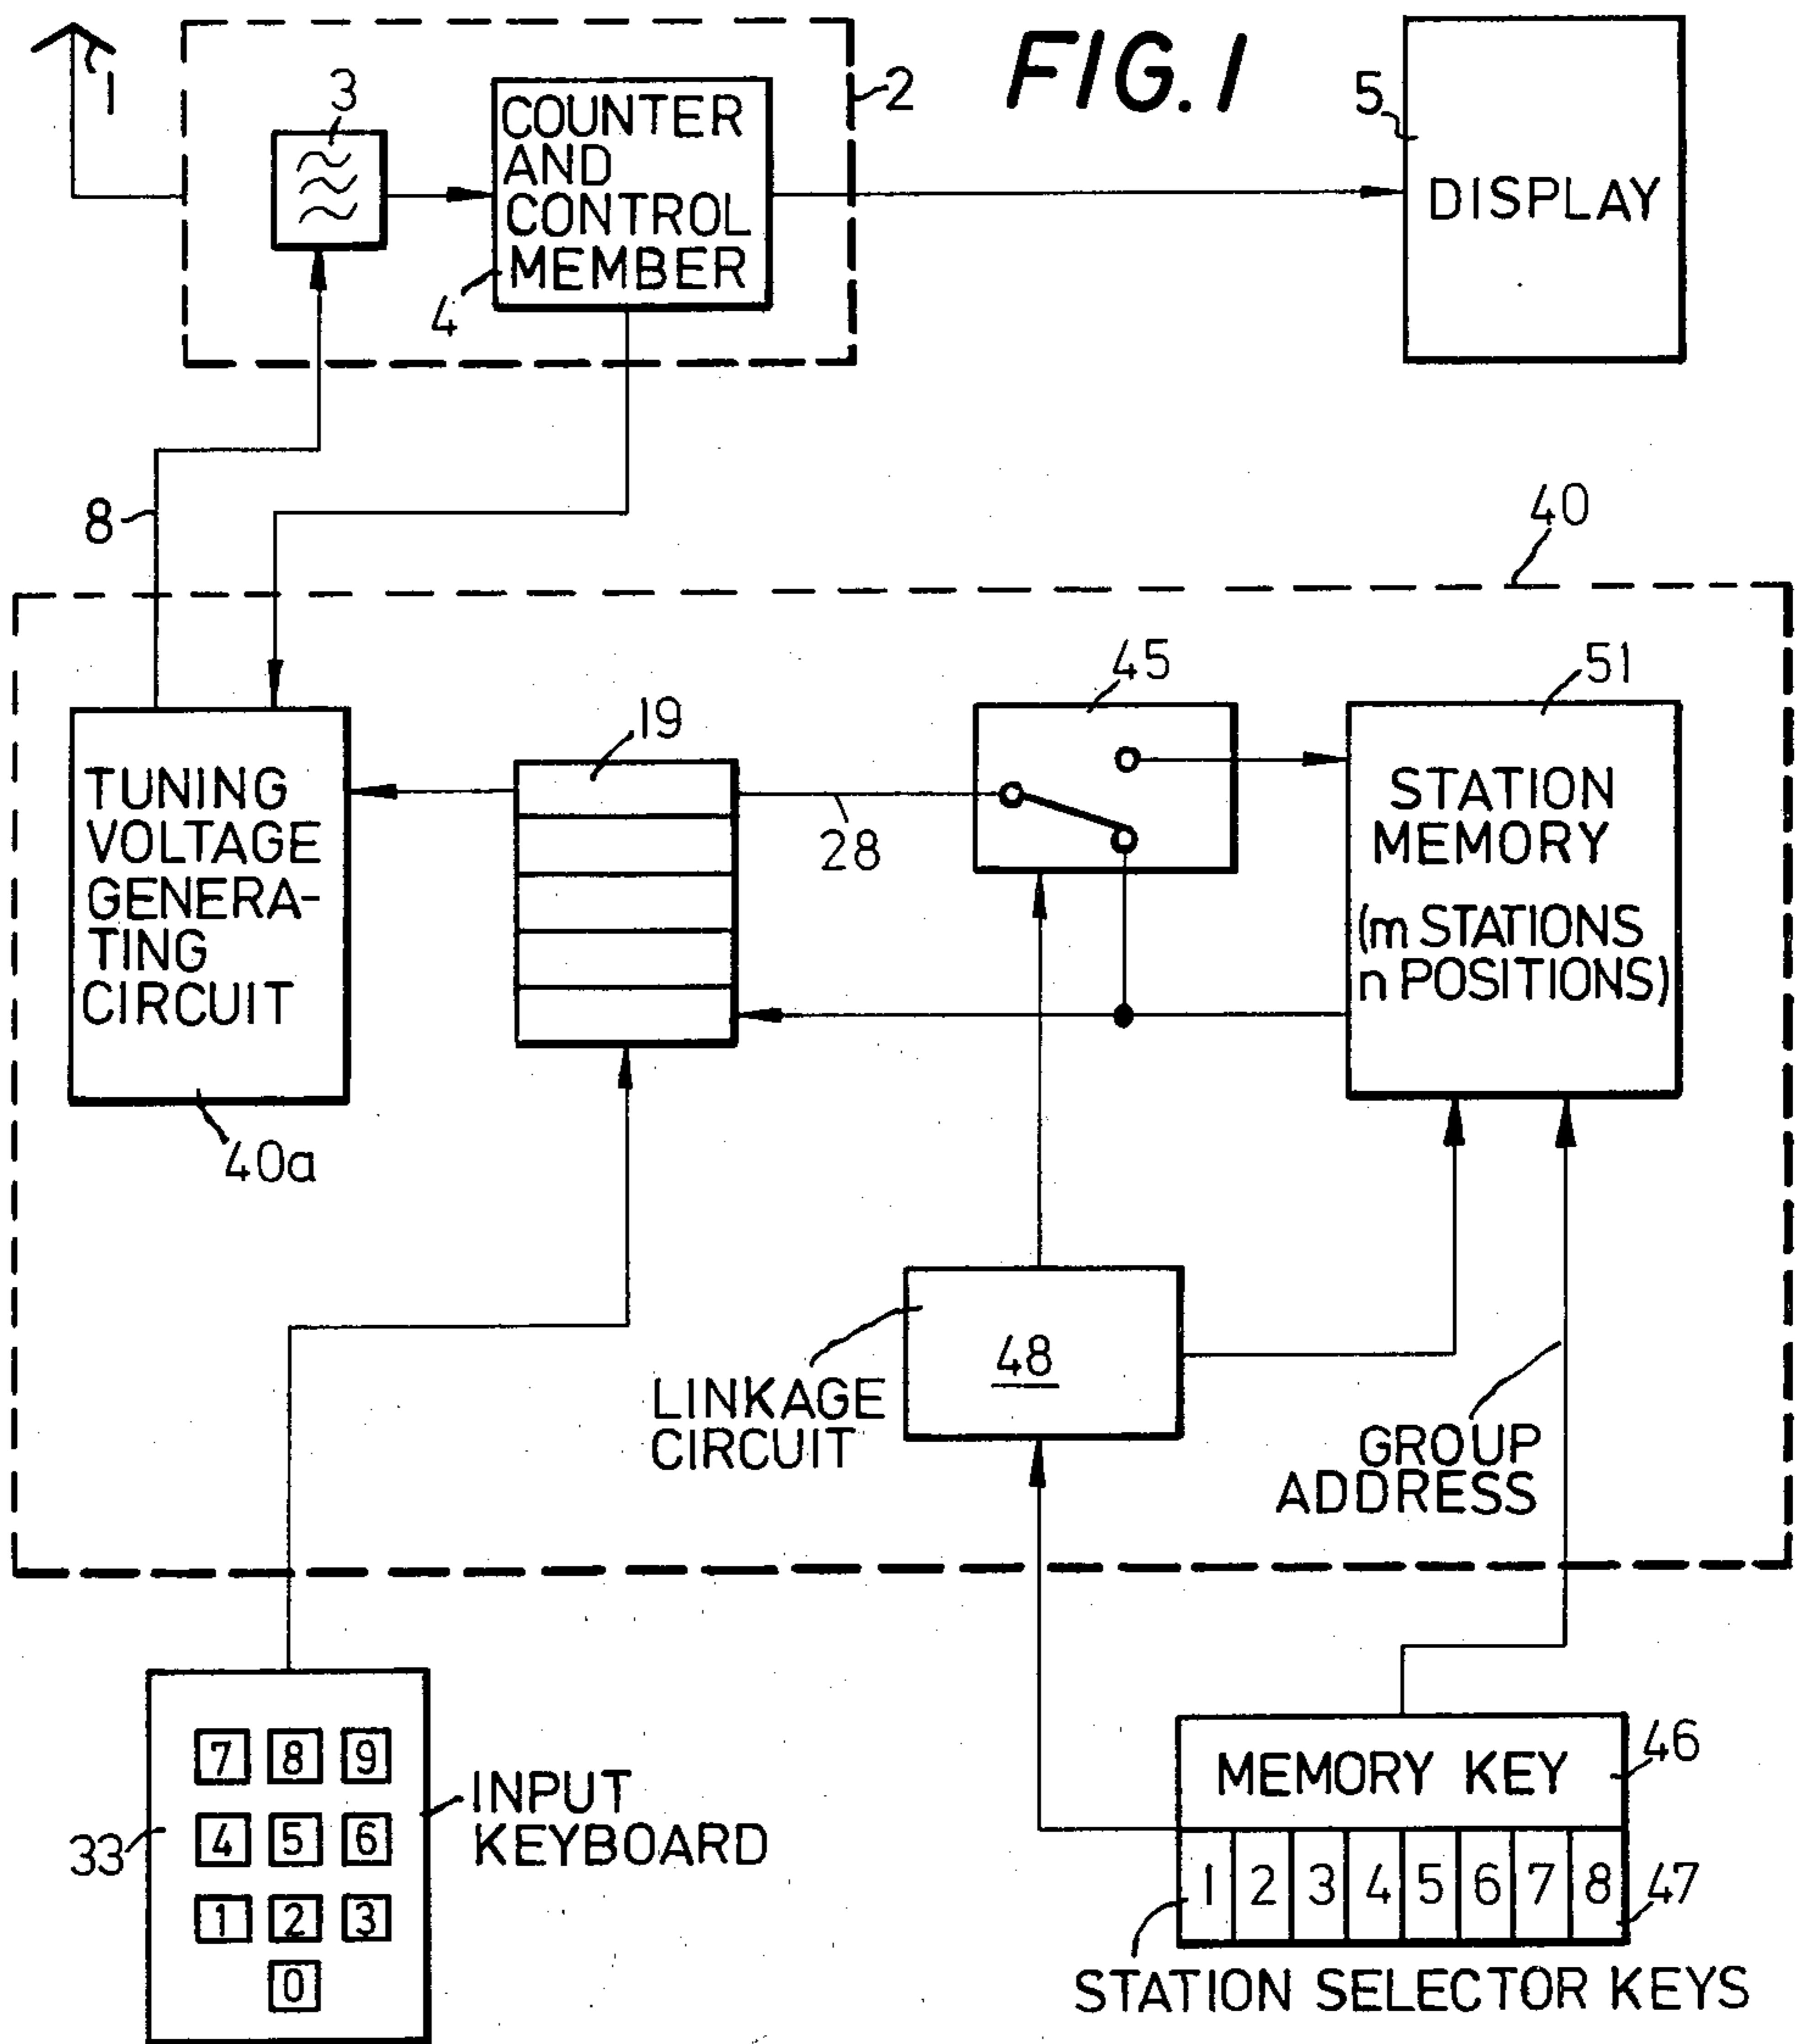 FIG. 1
1
2
3
COUNTER
AND
CONTROL
MEMBER
4
5
DISPLAY
8
40
TUNING
VOLTAGE
GENERA-
TING
CIRCUIT
40a
19
28
45
51
STATION
MEMORY
(m STATIONS
n POSITIONS)
LINKAGE
CIRCUIT
48
GROUP
ADDRESS
33
7 8 9
4 5 6
1 2 3
0
INPUT
KEYBOARD
MEMORY KEY
46
1 2 3 4 5 6 7 8
47
STATION SELECTOR KEYS